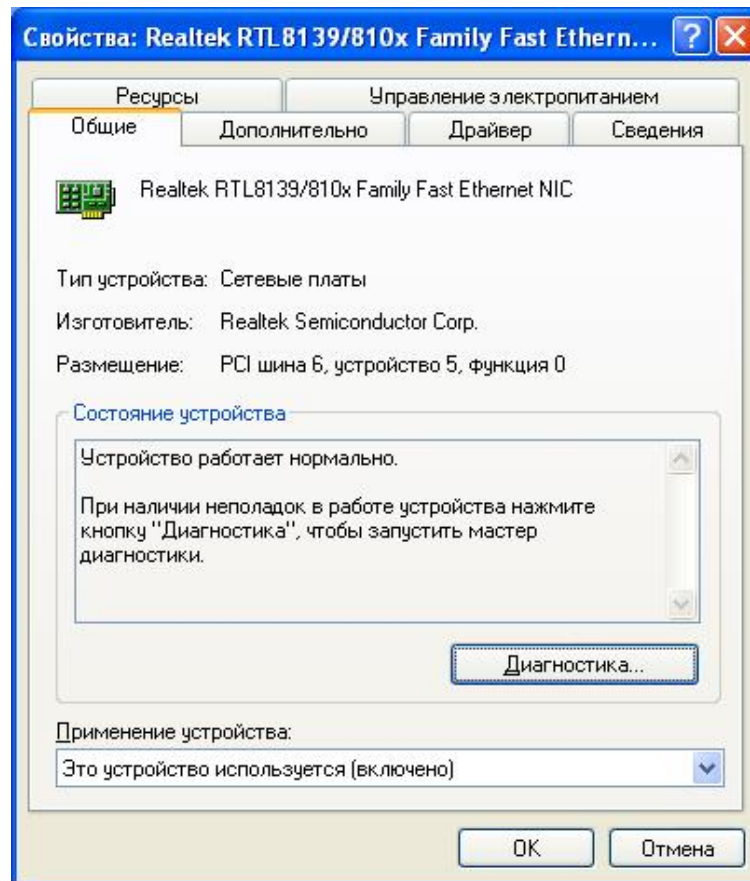 Свойства: Realtek RTL8139/810x Family Fast Ethern...
Ресурсы
Управление электропитанием
Общие
Дополнительно
Драйвер
Сведения
Realtek RTL8139/810x Family Fast Ethernet NIC
Тип устройства: Сетевые платы
Изготовитель: Realtek Semiconductor Corp.
Размещение: PCI шина 6, устройство 5, функция 0
Состояние устройства
Устройство работает нормально.
При наличии неполадок в работе устройства нажмите
кнопку "Диагностика", чтобы запустить мастер
диагностики.
Диагностика...
Применение устройства:
Это устройство используется (включено)
OK
Отмена